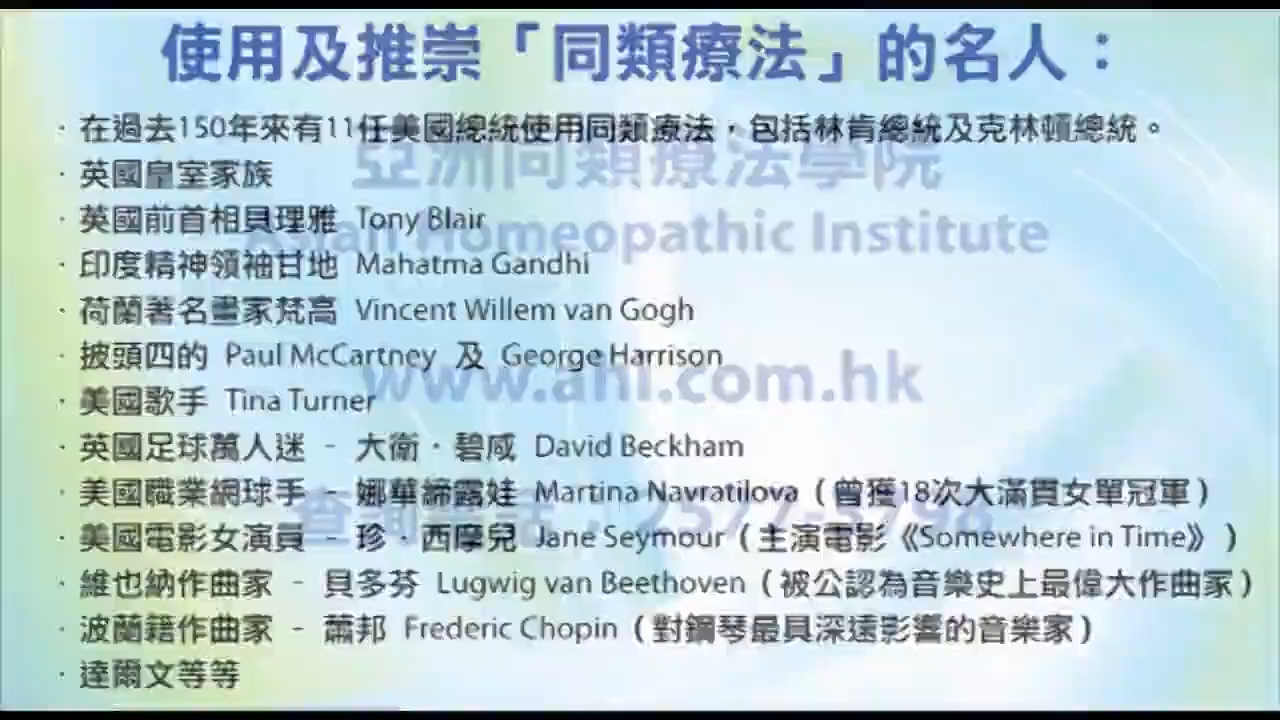 使用及推崇「同類療法」的名人：
· 在過去150年來有11任美國總統使用同類療法，包括林肯總統及克林頓總統。
亞洲同類療法學院
· 英國皇室家族
· 英國前首相貝理雅 Tony Blair
Asian Homeopathic Institute
· 印度精神領袖甘地 Mahatma Gandhi
· 荷蘭著名畫家梵高 Vincent Willem van Gogh
· 披頭四的 Paul McCartney 及 George Harrison
www.ahi.com.hk
· 美國歌手 Tina Turner
· 英國足球萬人迷 - 大衛·碧咸 David Beckham
· 美國職業網球手 - 娜華締露娃 Martina Navratilova（曾獲18次大滿貫女單冠軍）
查詢電話：2577-3798
· 美國電影女演員 - 珍·西摩兒 Jane Seymour（主演電影《Somewhere in Time》）
· 維也納作曲家 - 貝多芬 Lugwig van Beethoven（被公認為音樂史上最偉大作曲家）
· 波蘭籍作曲家 - 蕭邦 Frederic Chopin（對鋼琴最具深遠影響的音樂家）
· 達爾文等等